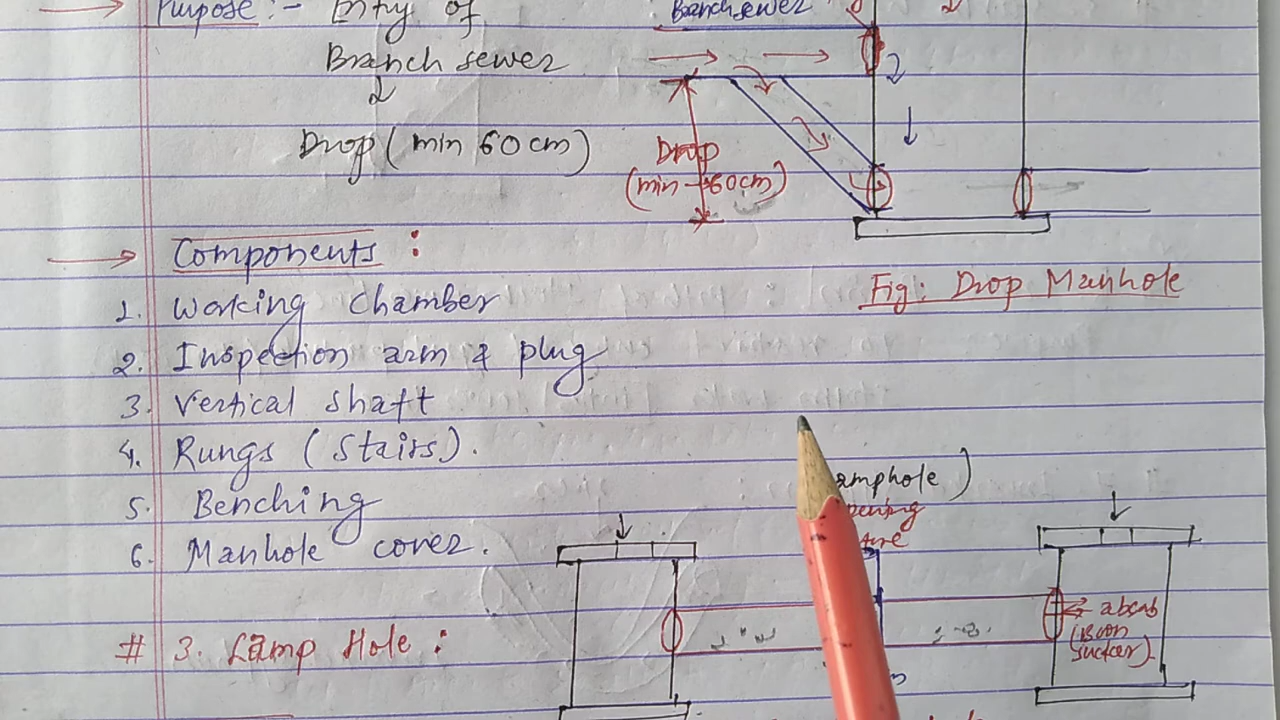 Purpose :- Entry of
Branch sewer
Drop (min 60 cm)
Branch sewer
Drop
(min - 60cm)
Fig: Drop Manhole
Components :
1. Working Chamber
2. Inspection arm & plug
3. Vertical shaft
4. Rungs (Stairs).
5. Benching
6. Manhole cover.
# 3. Lamp Hole :
amphole)
pening